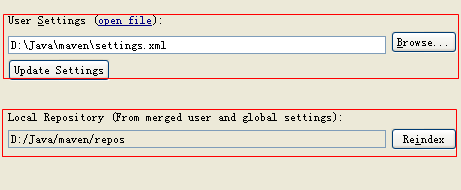 User Settings (open file):
D:\Java\maven\settings.xml
Browse...
Update Settings
Local Repository (From merged user and global settings):
D:/Java/maven/repos
Reindex